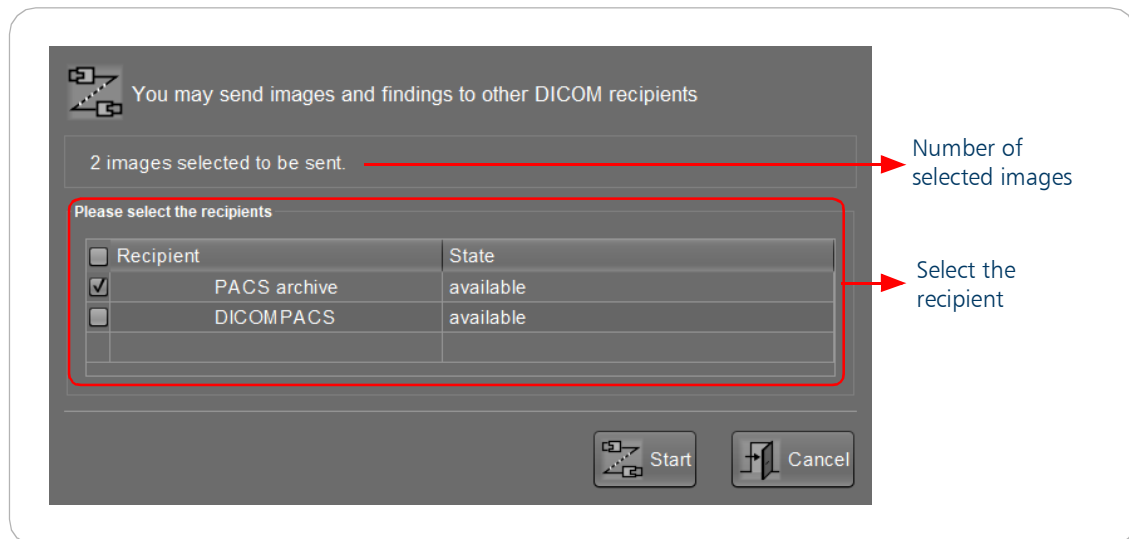 You may send images and findings to other DICOM recipients
2 images selected to be sent.
Number of
selected images
Please select the recipients
Recipient State
PACS archive available
DICOMPACS available
Select the
recipient
Start Cancel